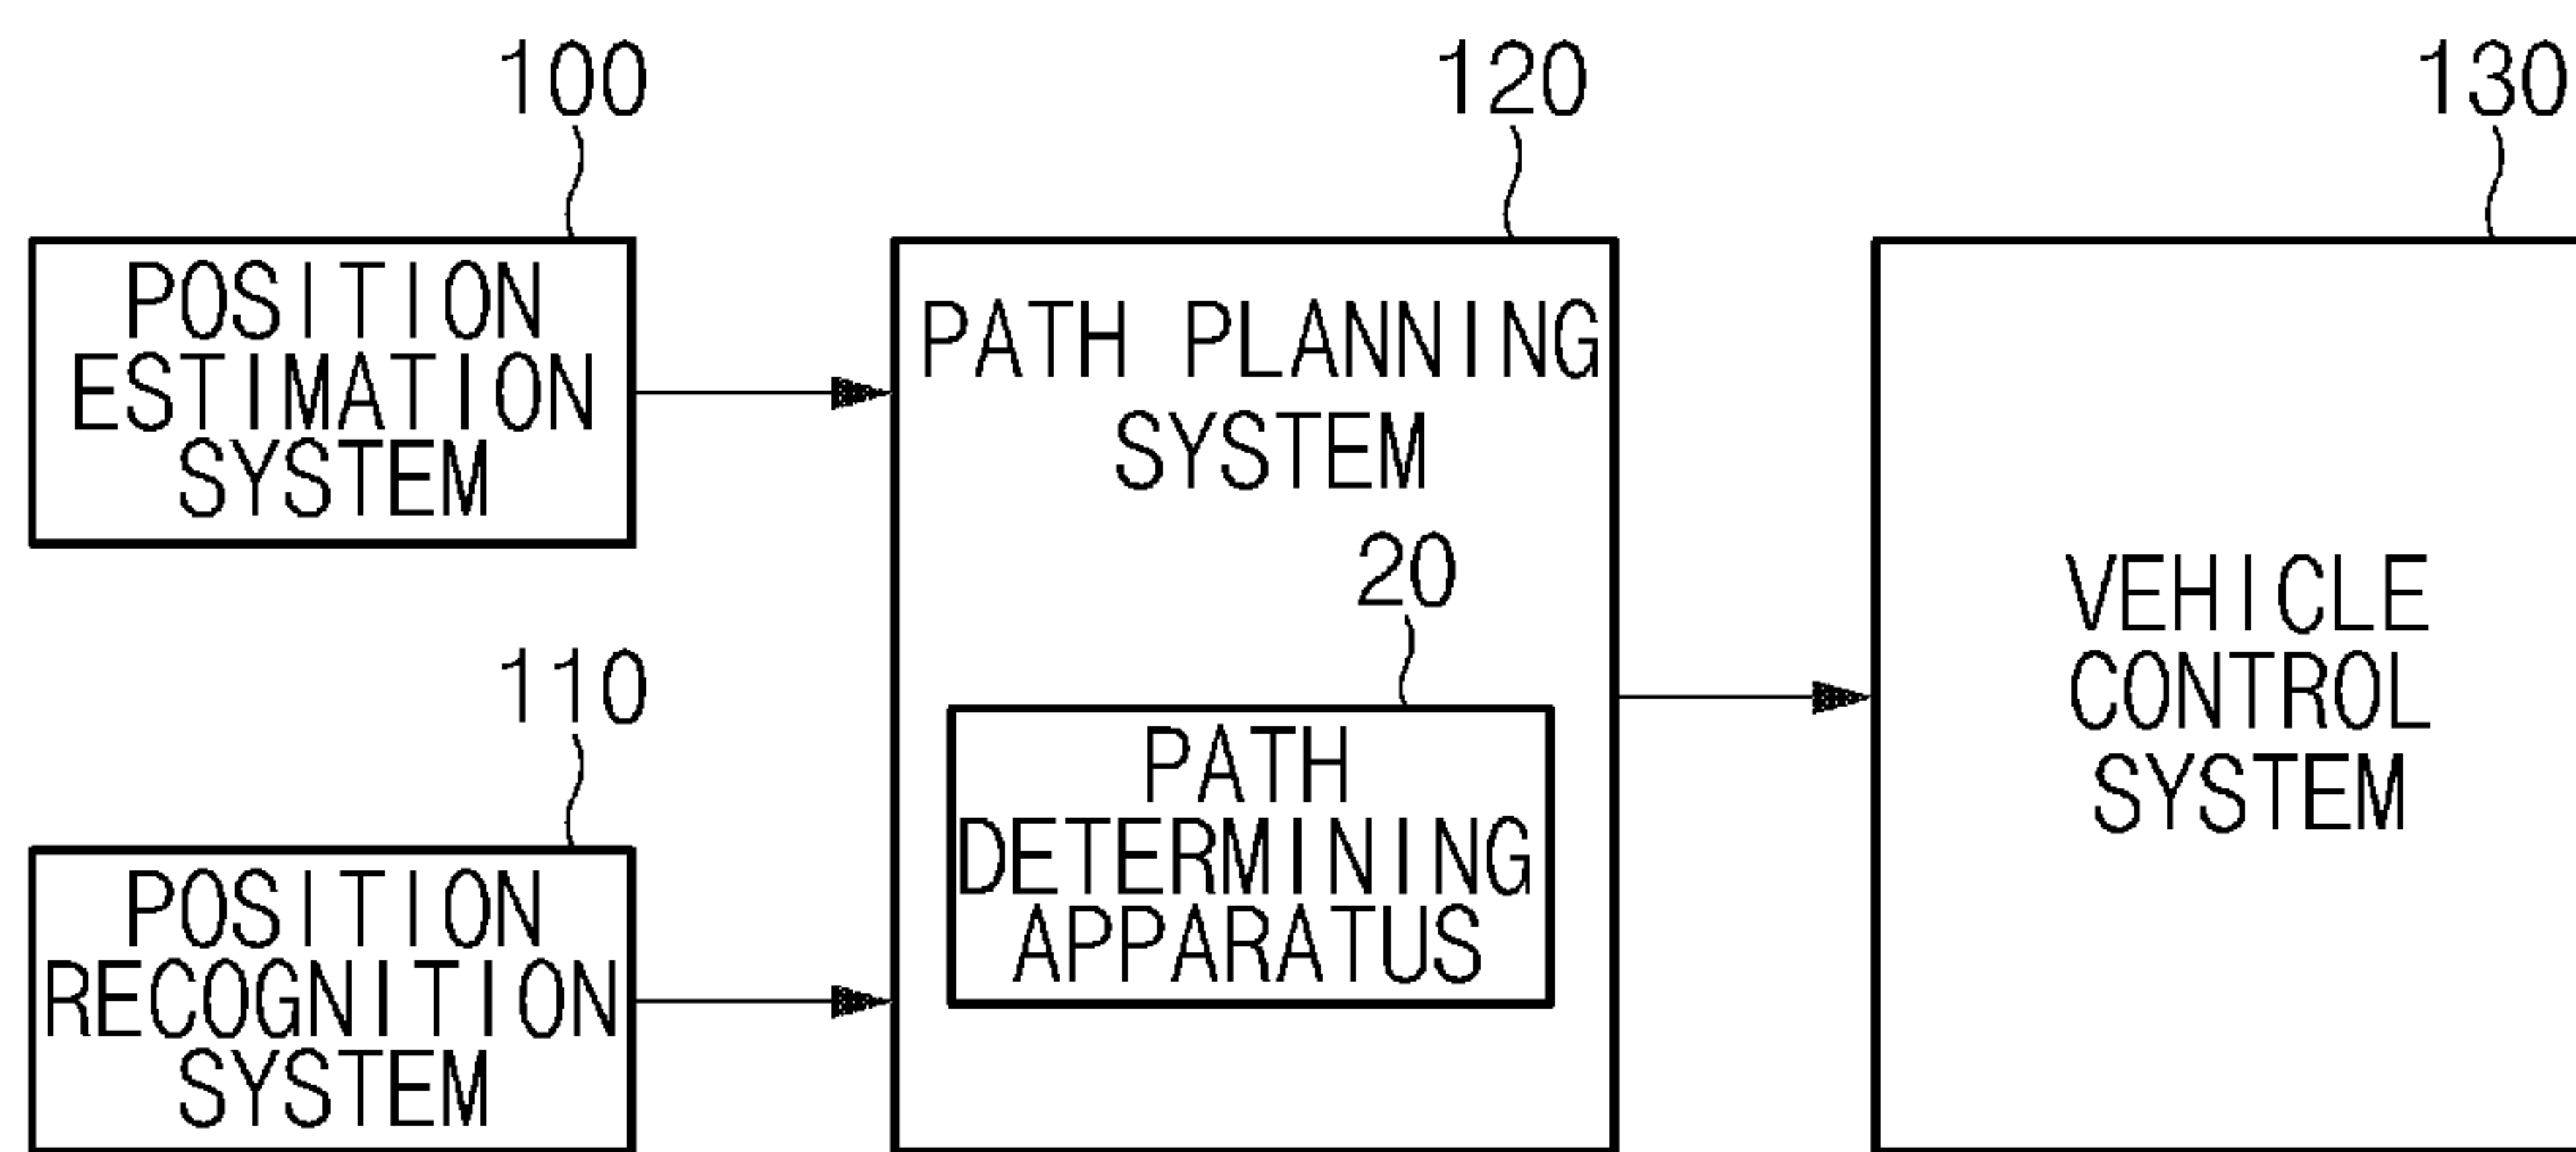 100
POSITION
ESTIMATION
SYSTEM
110
POSITION
RECOGNITION
SYSTEM
120
PATH PLANNING
SYSTEM
20
PATH
DETERMINING
APPARATUS
130
VEHICLE
CONTROL
SYSTEM